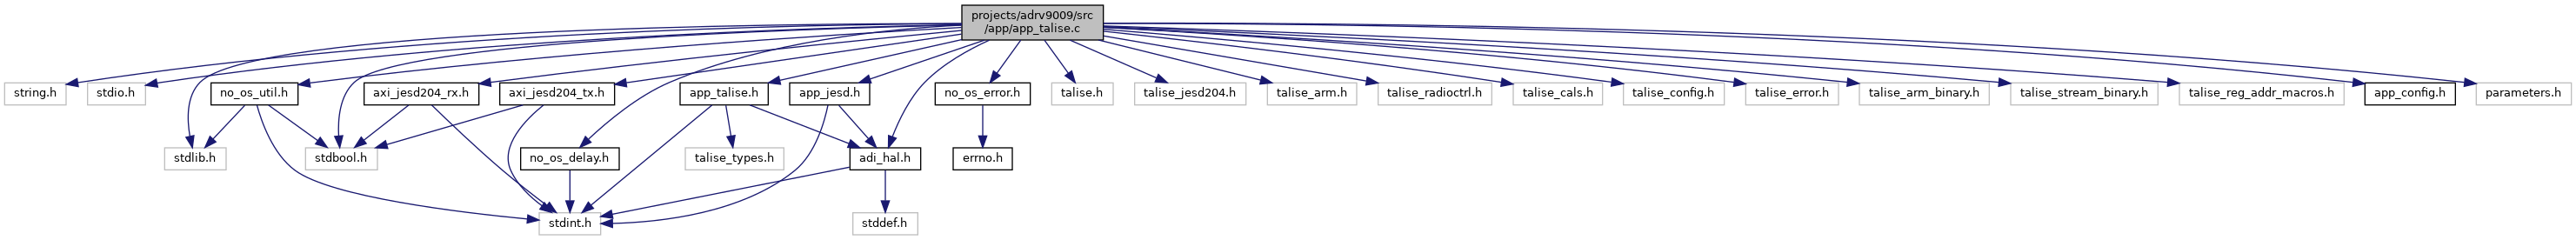 projects/adrv9009/src
/app/app_talise.c
string.h
stdio.h
no_os_util.h
axi_jesd204_rx.h
axi_jesd204_tx.h
app_talise.h
app_jesd.h
no_os_error.h
talise.h
talise_jesd204.h
talise_arm.h
talise_radioctrl.h
talise_cals.h
talise_config.h
talise_error.h
talise_arm_binary.h
talise_stream_binary.h
talise_reg_addr_macros.h
app_config.h
parameters.h
stdlib.h
stdbool.h
no_os_delay.h
talise_types.h
adi_hal.h
errno.h
stdint.h
stddef.h